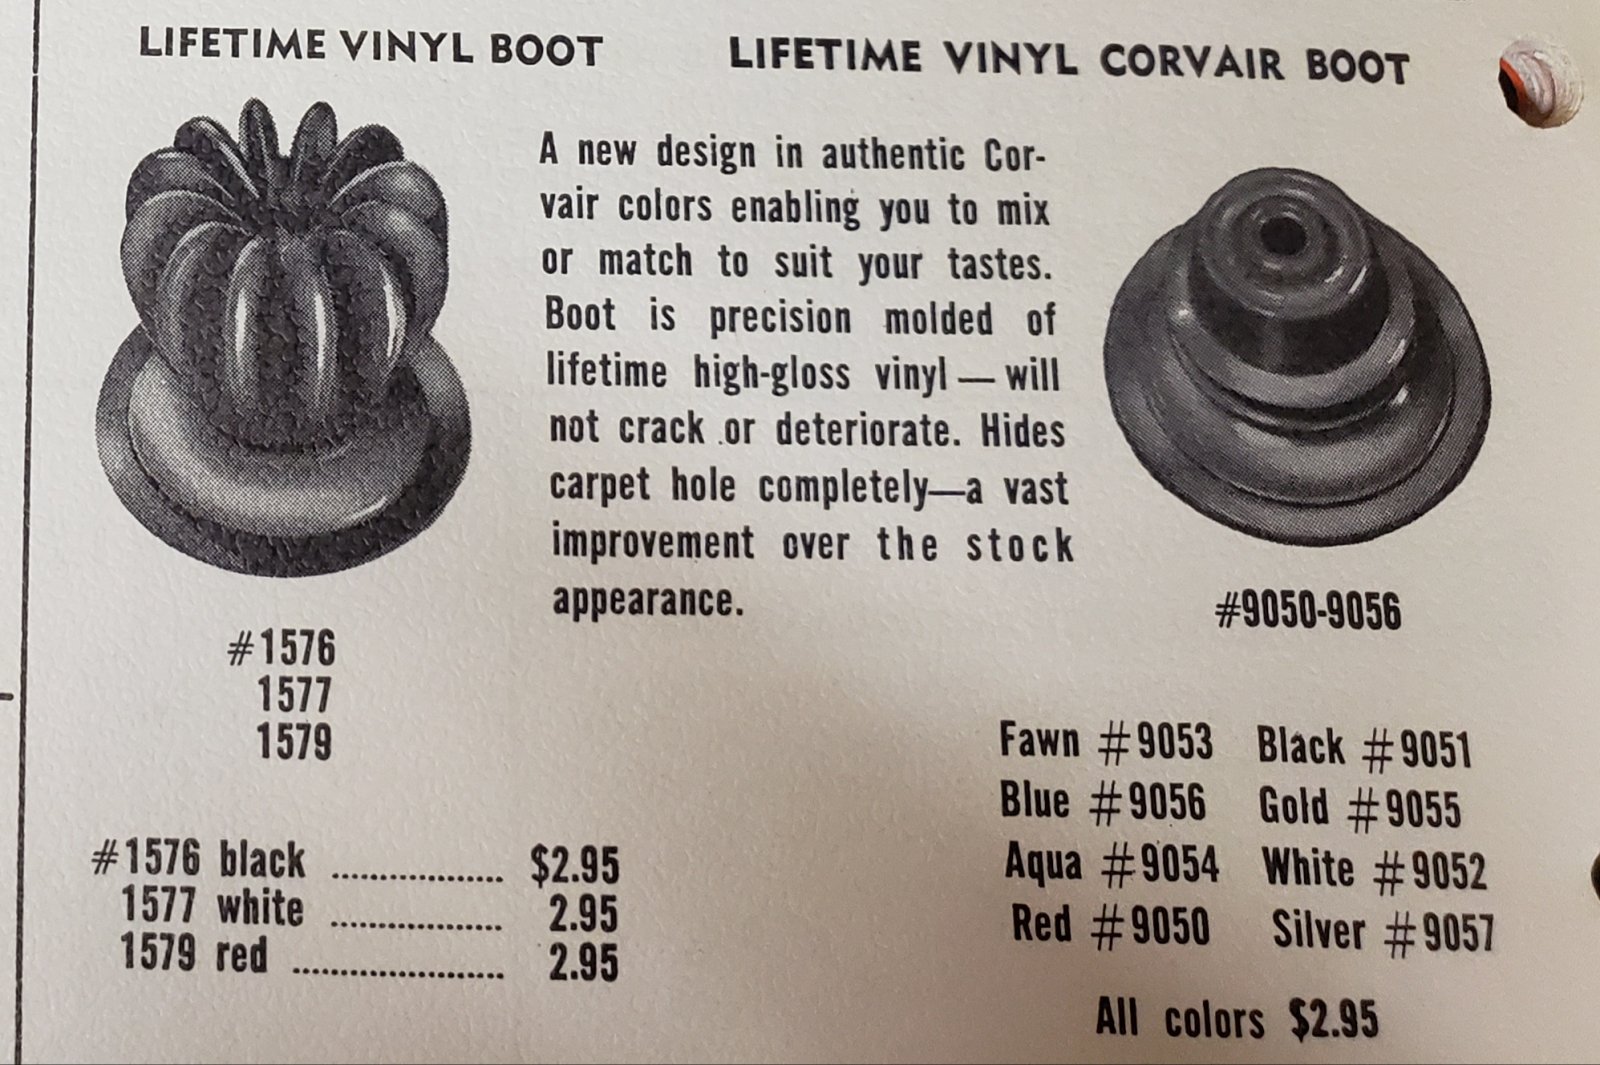 LIFETIME VINYL BOOT
#1576
1577
1579
#1576 black .................. $2.95
1577 white .................. 2.95
1579 red ...................... 2.95
LIFETIME VINYL CORVAIR BOOT
A new design in authentic Cor-
vair colors enabling you to mix
or match to suit your tastes.
Boot is precision molded of
lifetime high-gloss vinyl — will
not crack or deteriorate. Hides
carpet hole completely—a vast
improvement over the stock
appearance.
#9050-9056
Fawn #9053 Black #9051
Blue #9056 Gold #9055
Aqua #9054 White #9052
Red #9050 Silver #9057
All colors $2.95